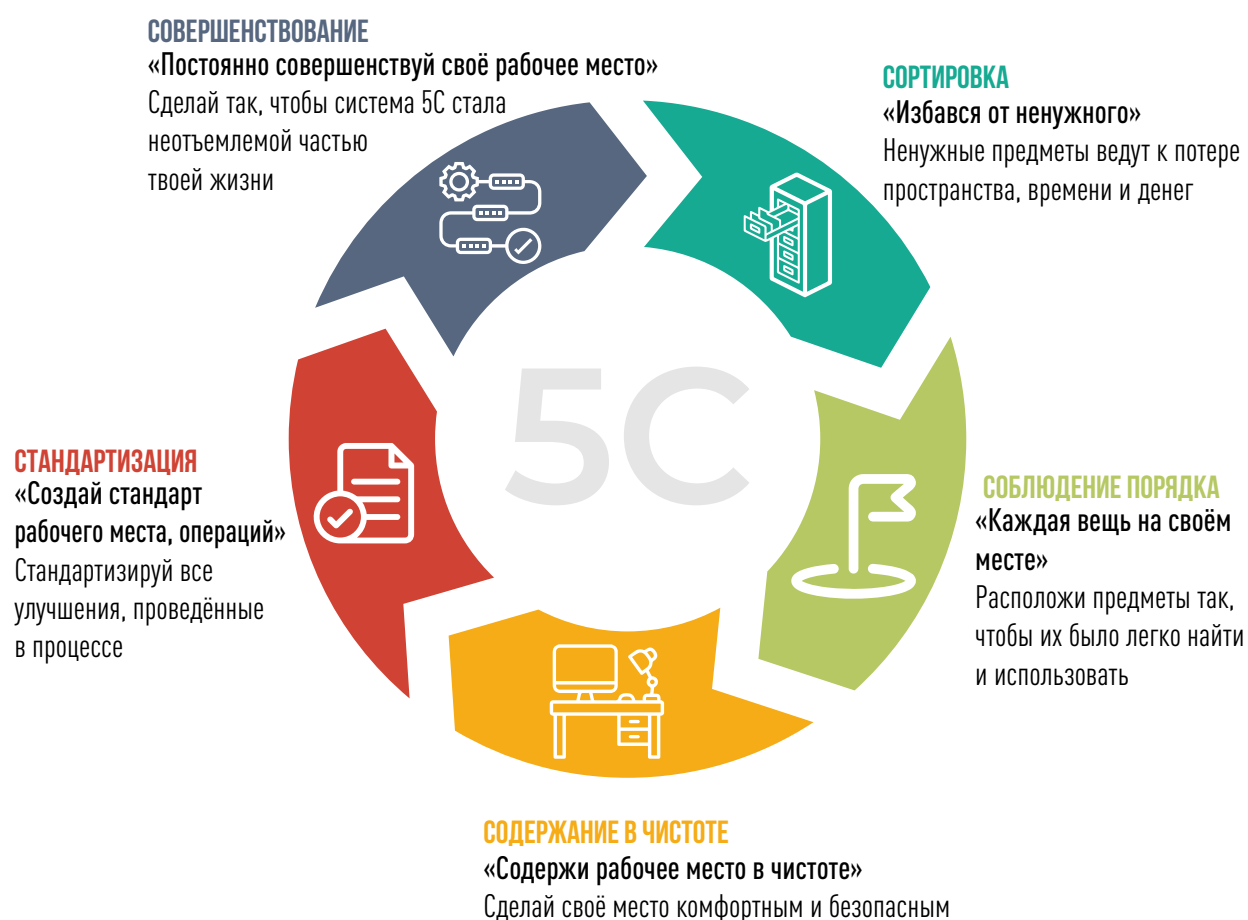 СОВЕРШЕНСТВОВАНИЕ
«Постоянно совершенствуй своё рабочее место»
Сделай так, чтобы система 5С стала
неотъемлемой частью
твоей жизни
СОРТИРОВКА
«Избався от ненужного»
Ненужные предметы ведут к потере
пространства, времени и денег
5С
СТАНДАРТИЗАЦИЯ
«Создай стандарт
рабочего места, операций»
Стандартизируй все
улучшения, проведённые
в процессе
СОБЛЮДЕНИЕ ПОРЯДКА
«Каждая вещь на своём
месте»
Расположи предметы так,
чтобы их было легко найти
и использовать
СОДЕРЖАНИЕ В ЧИСТОТЕ
«Содержи рабочее место в чистоте»
Сделай своё место комфортным и безопасным